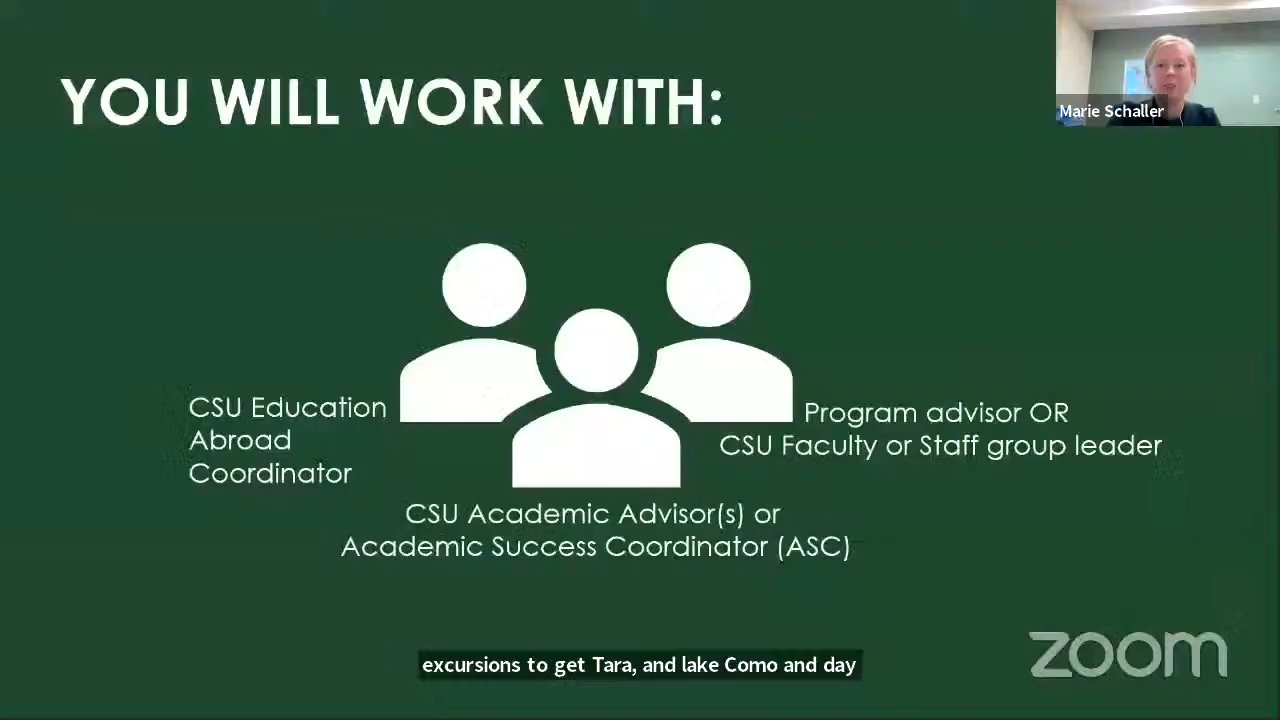 YOU WILL WORK WITH:
Marie Schaller
CSU Education
Abroad
Coordinator
Program advisor OR
CSU Faculty or Staff group leader
CSU Academic Advisor(s) or
Academic Success Coordinator (ASC)
excursions to get Tara, and lake Como and day
zoom